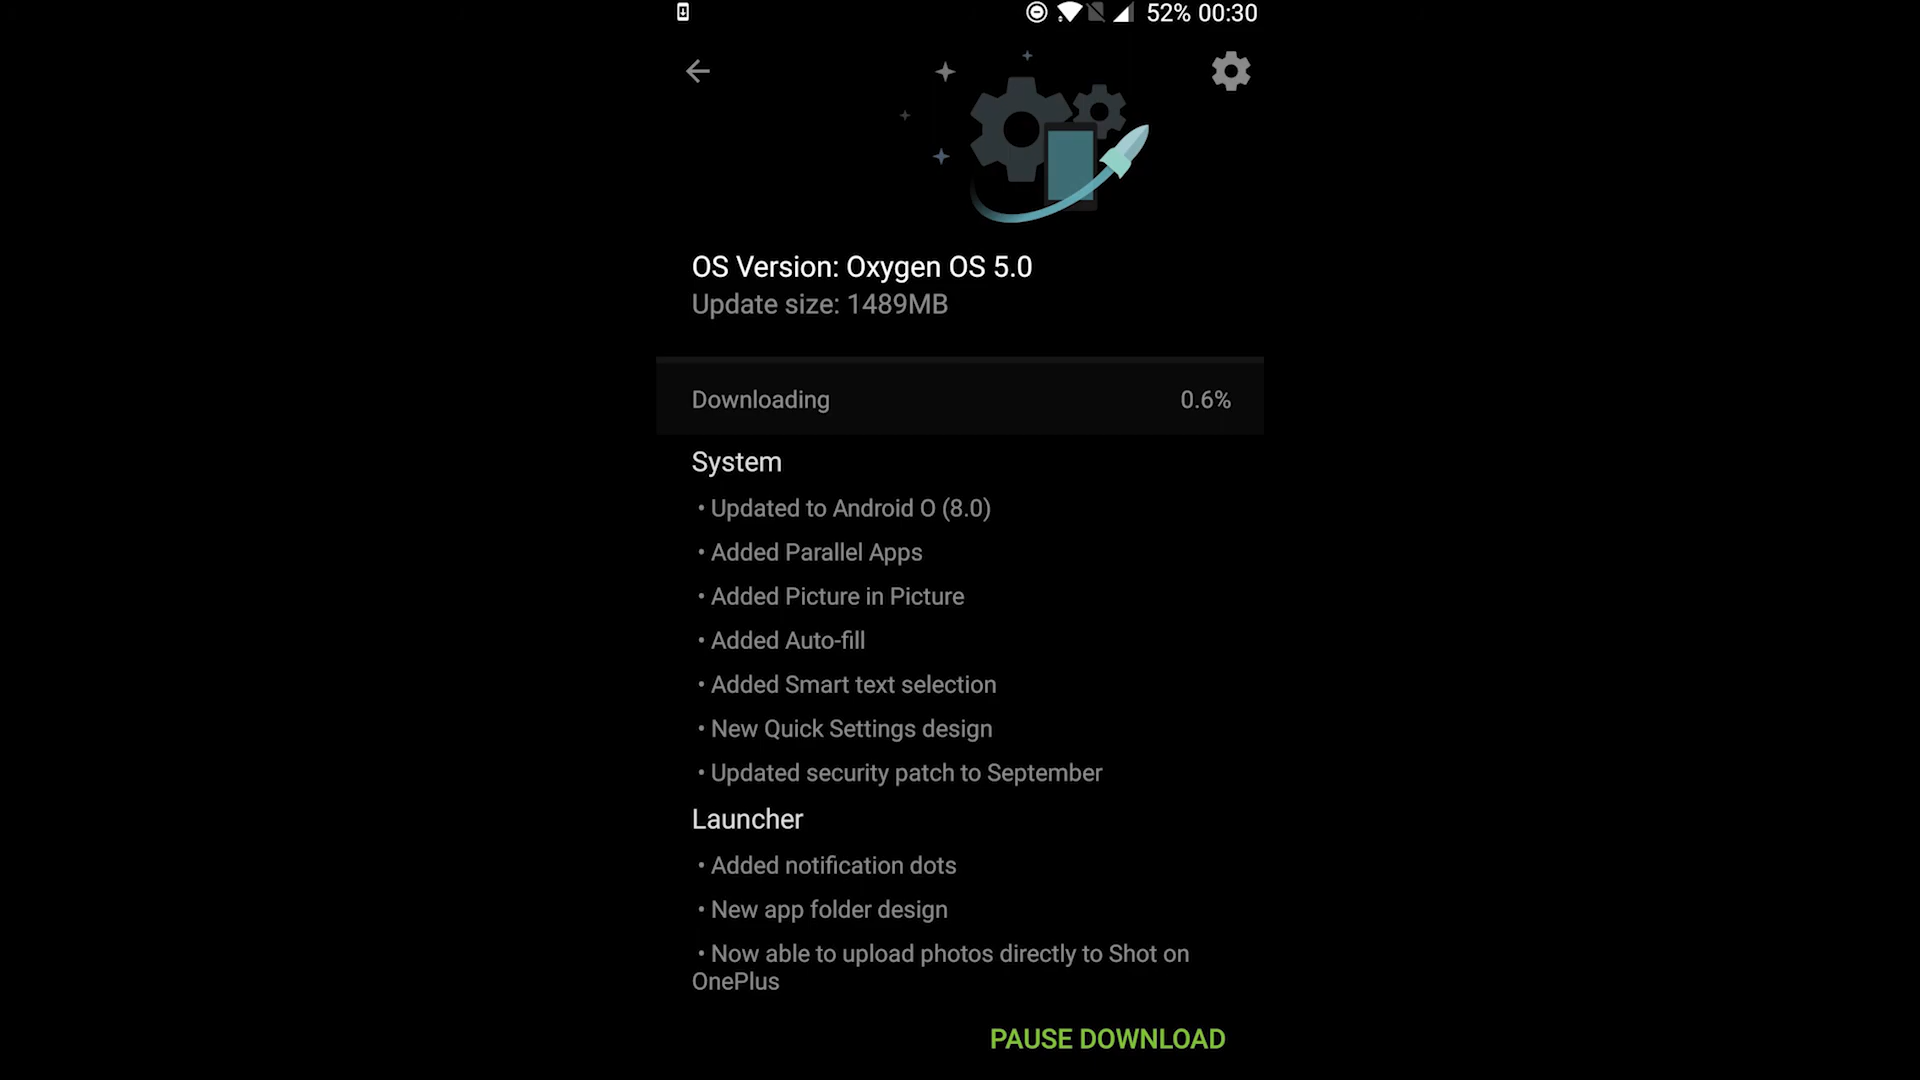 52% 00:30
OS Version: Oxygen OS 5.0
Update size: 1489MB
Downloading 0.6%
System
• Updated to Android O (8.0)
• Added Parallel Apps
• Added Picture in Picture
• Added Auto-fill
• Added Smart text selection
• New Quick Settings design
• Updated security patch to September
Launcher
• Added notification dots
• New app folder design
• Now able to upload photos directly to Shot on
OnePlus
PAUSE DOWNLOAD